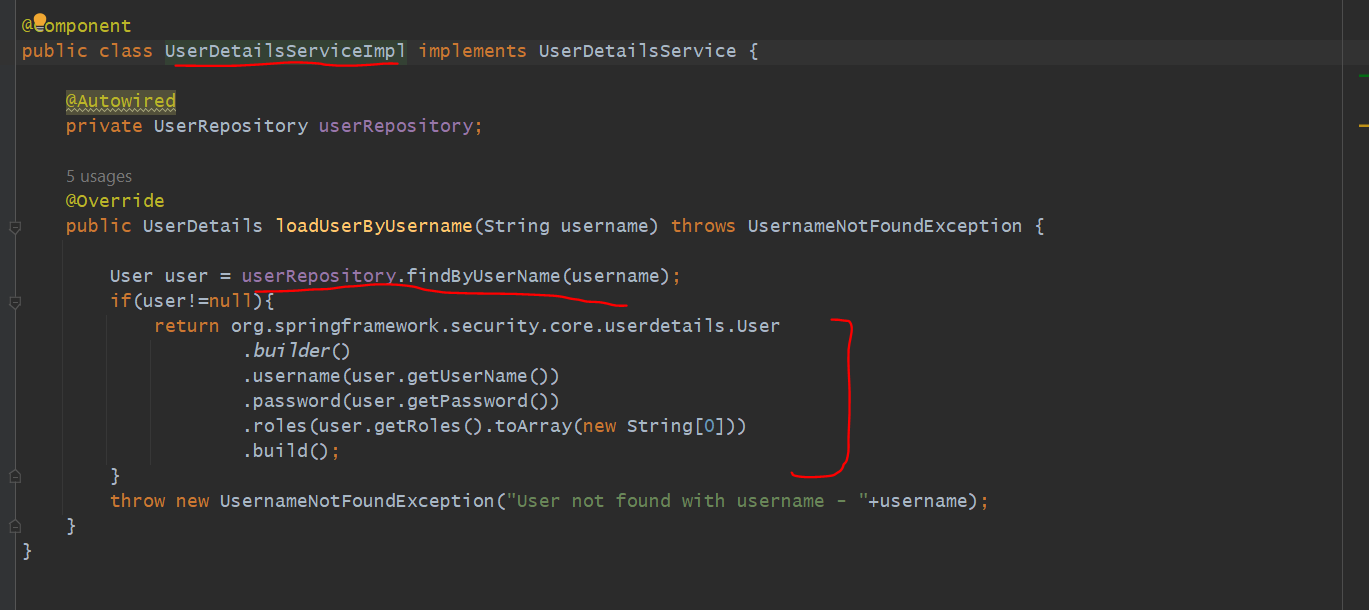 @Component
public class UserDetailsServiceImpl implements UserDetailsService {
@Autowired
private UserRepository userRepository;
5 usages
@Override
public UserDetails loadUserByUsername(String username) throws UsernameNotFoundException {
User user = userRepository.findByUserName(username);
if(user!=null){
return org.springframework.security.core.userdetails.User
.builder()
.username(user.getUserName())
.password(user.getPassword())
.roles(user.getRoles().toArray(new String[0]))
.build();
}
throw new UsernameNotFoundException("User not found with username - "+username);
}
}